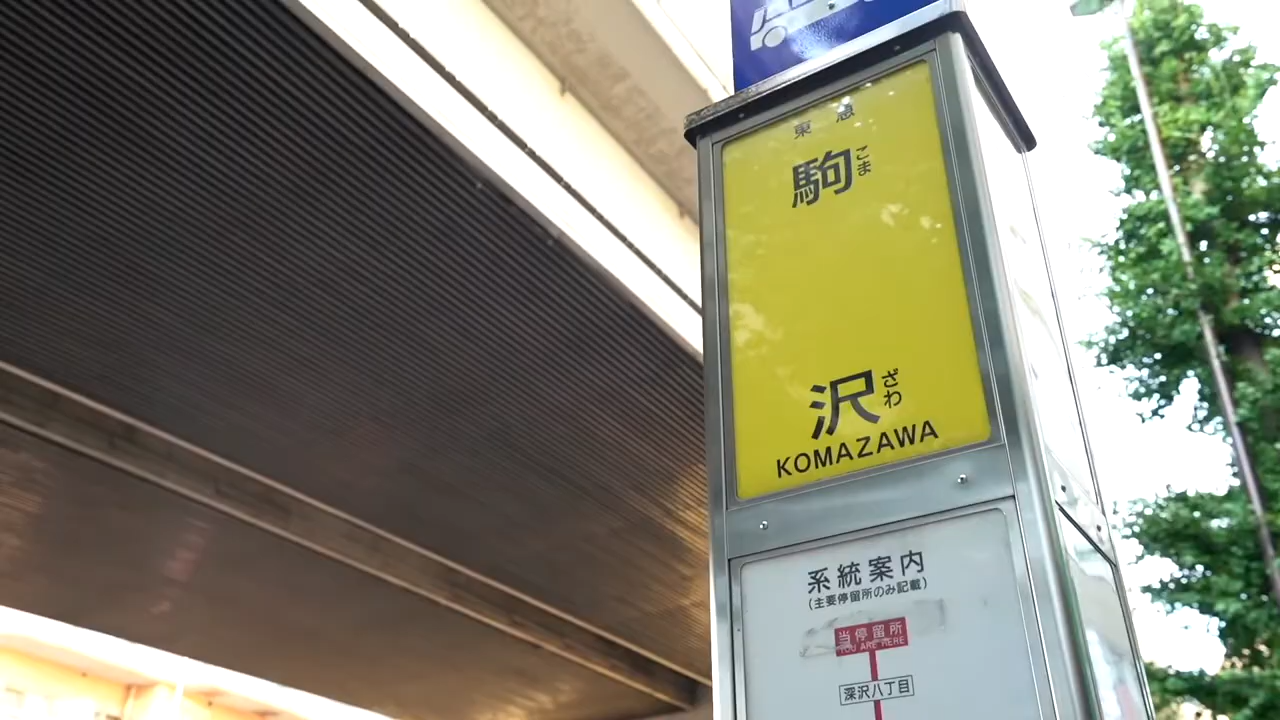 東急
駒
こま
沢
ざわ
KOMAZAWA
系統案内
(主要停留所のみ記載)
当停留所
YOU ARE HERE
深沢八丁目